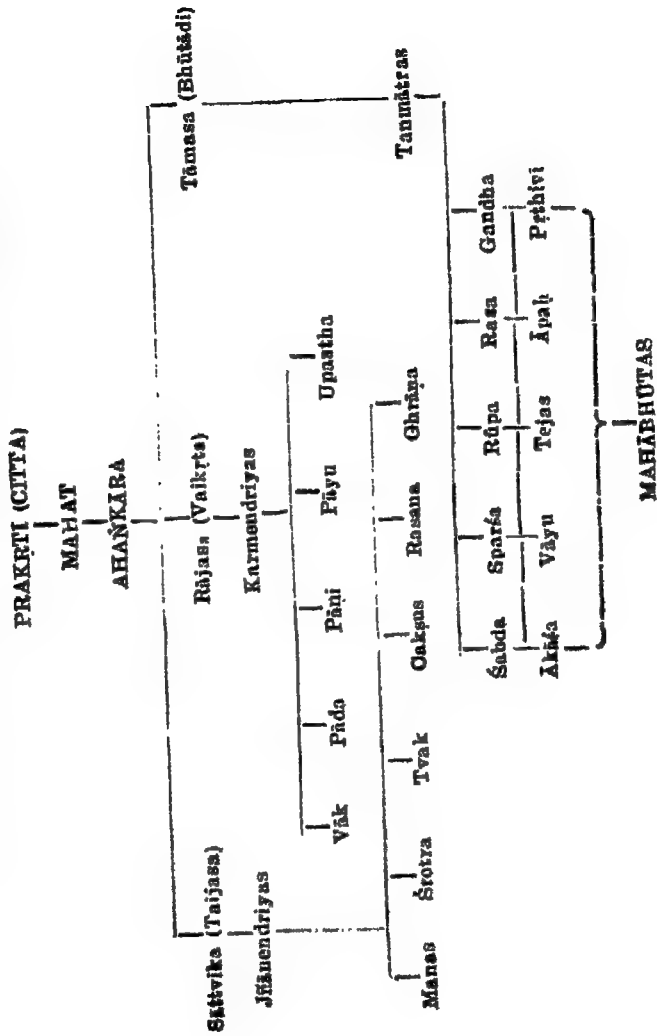 PRAKṚTI (CITTA)
MAHAT
AHAṄKĀRA
Sāttvika (Taijasa) Rājasa (Vaikṛta) Tāmasa (Bhūtādi)
Jñānendriyas Karmendriyas
Vāk Pāda Pāṇi Pāyu Upastha
Manas Śrotra Tvak Cakṣus Rasana Ghrāṇa
Tanmātras
Śabda Sparśa Rūpa Rasa Gandha
Ākāśa Vāyu Tejas Āpaḥ Pṛthivi
MAHĀBHŪTAS